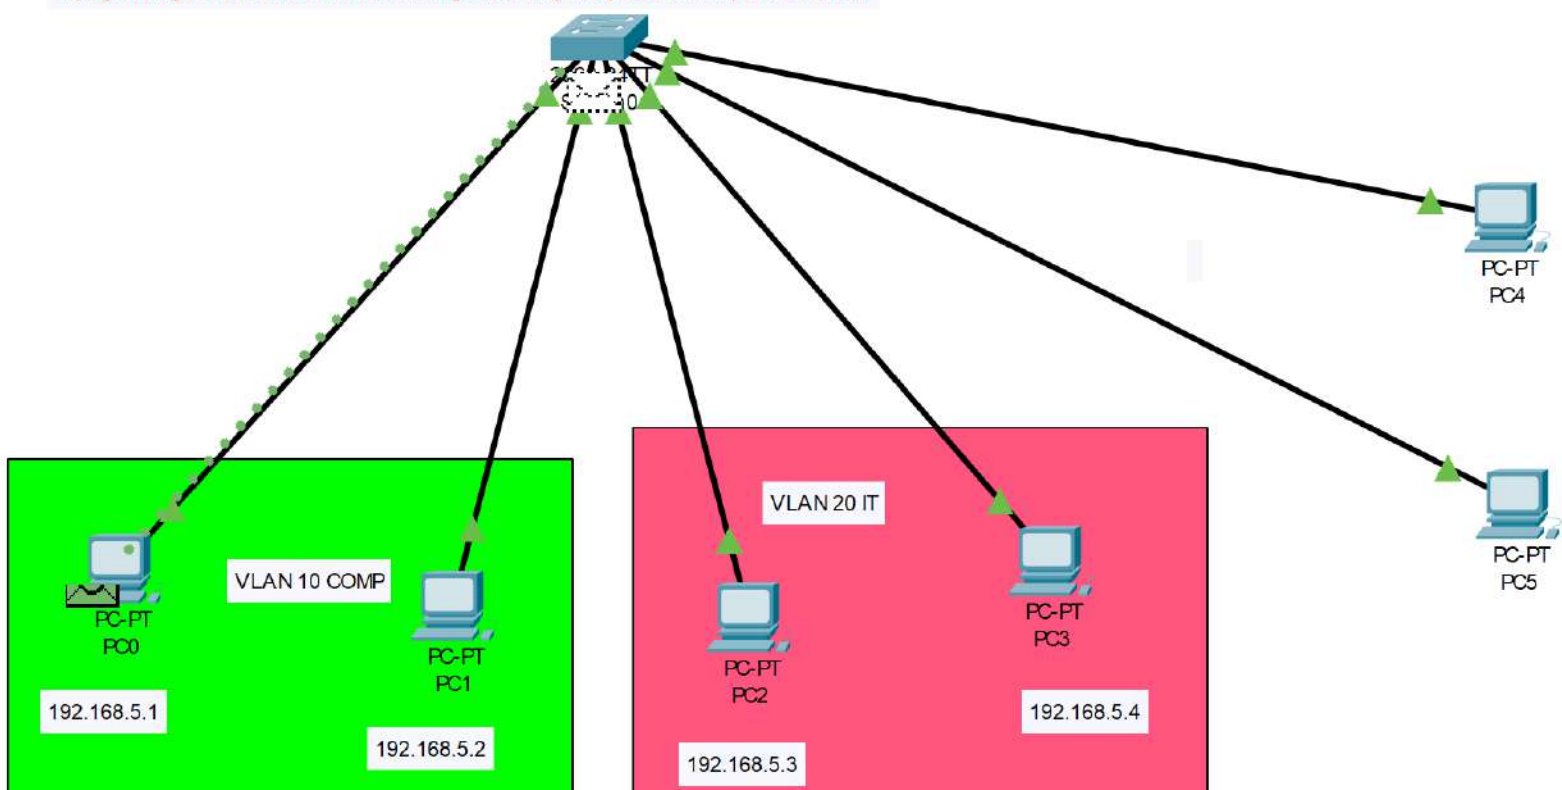 PC-PT
PC4
PC-PT
PC5
VLAN 20 IT
VLAN 10 COMP
PC-PT
PC0
PC-PT
PC1
PC-PT
PC2
PC-PT
PC3
192.168.5.1
192.168.5.2
192.168.5.3
192.168.5.4